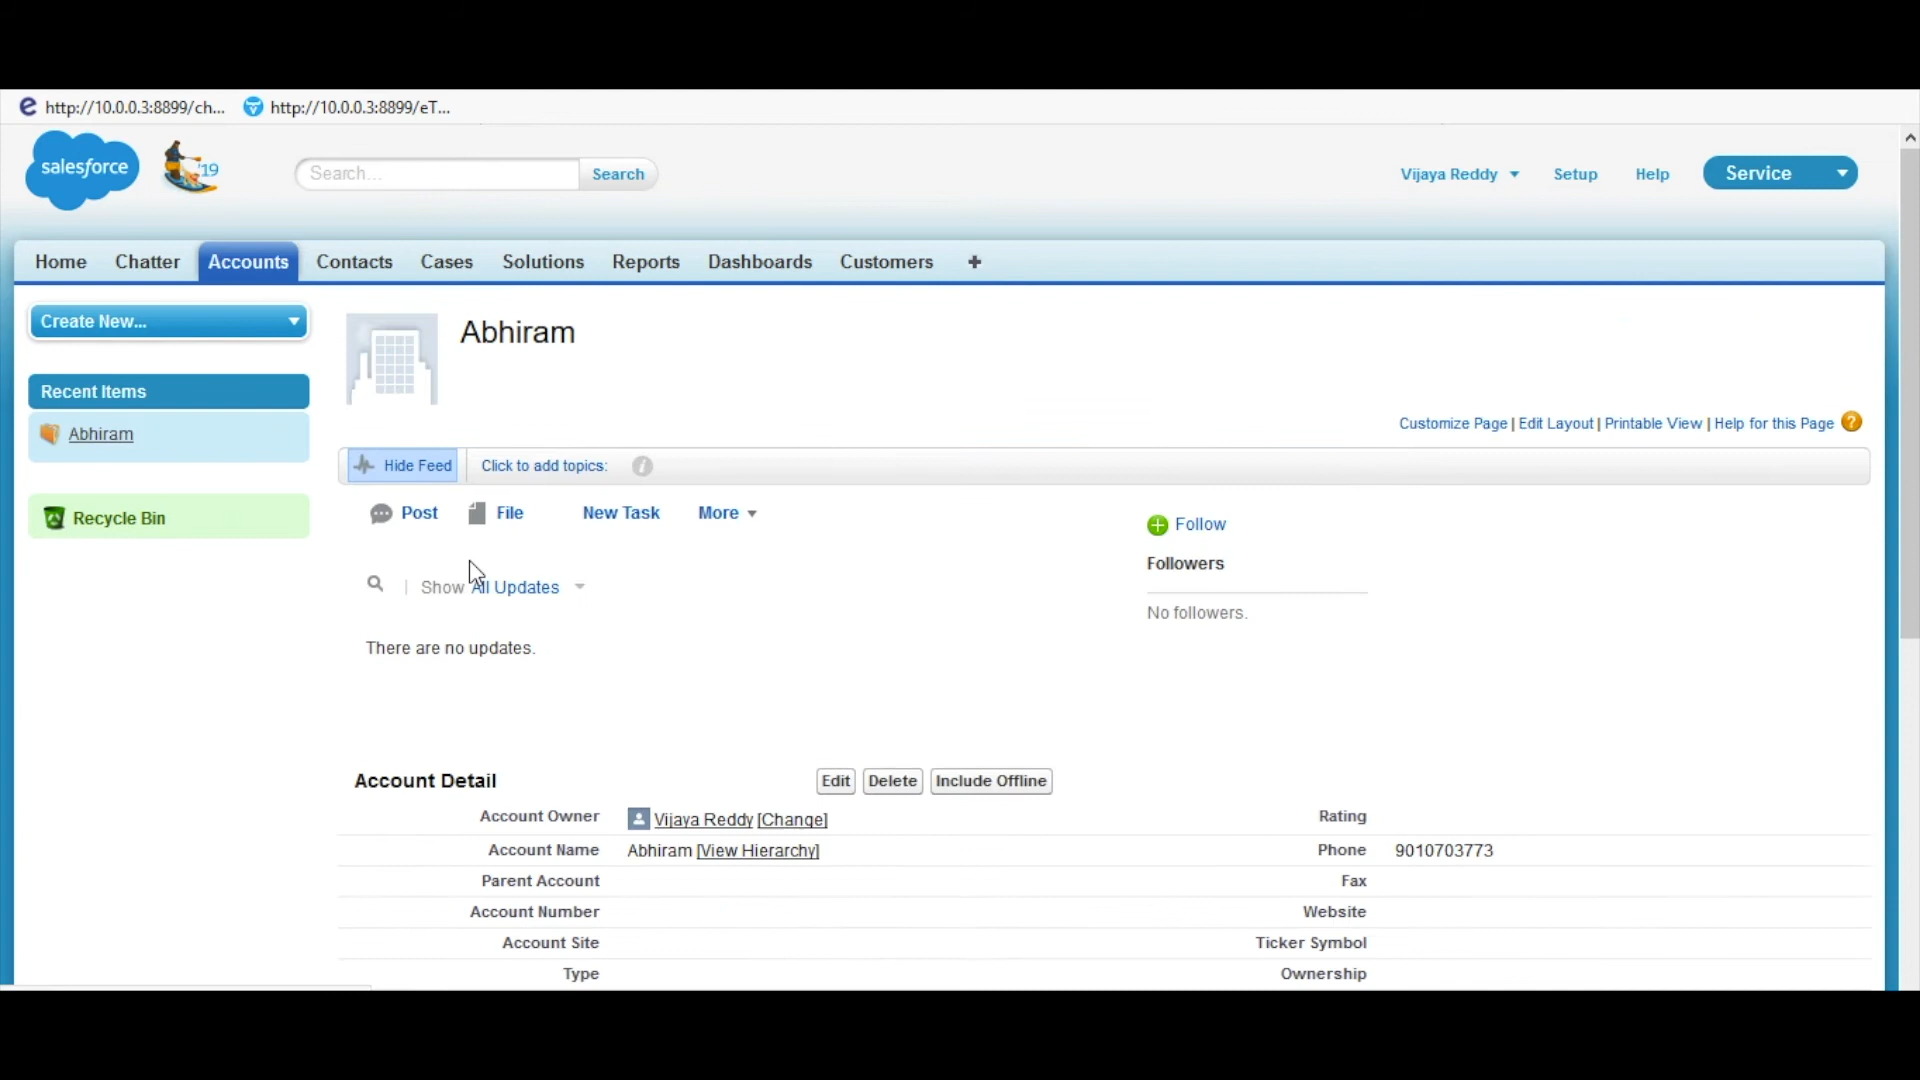 http://10.0.0.3:8899/ch... http://10.0.0.3:8899/eT...
salesforce '19 Search... Search Vijaya Reddy Setup Help Service
Home Chatter Accounts Contacts Cases Solutions Reports Dashboards Customers +
Create New...
Abhiram
Recent Items
Abhiram
Recycle Bin
Customize Page | Edit Layout | Printable View | Help for this Page ?
Hide Feed Click to add topics: i
Post File New Task More
Follow
Followers
No followers.
Show All Updates
There are no updates.
Account Detail Edit Delete Include Offline
Account Owner Vijaya Reddy [Change] Rating
Account Name Abhiram [View Hierarchy] Phone 9010703773
Parent Account Fax
Account Number Website
Account Site Ticker Symbol
Type Ownership